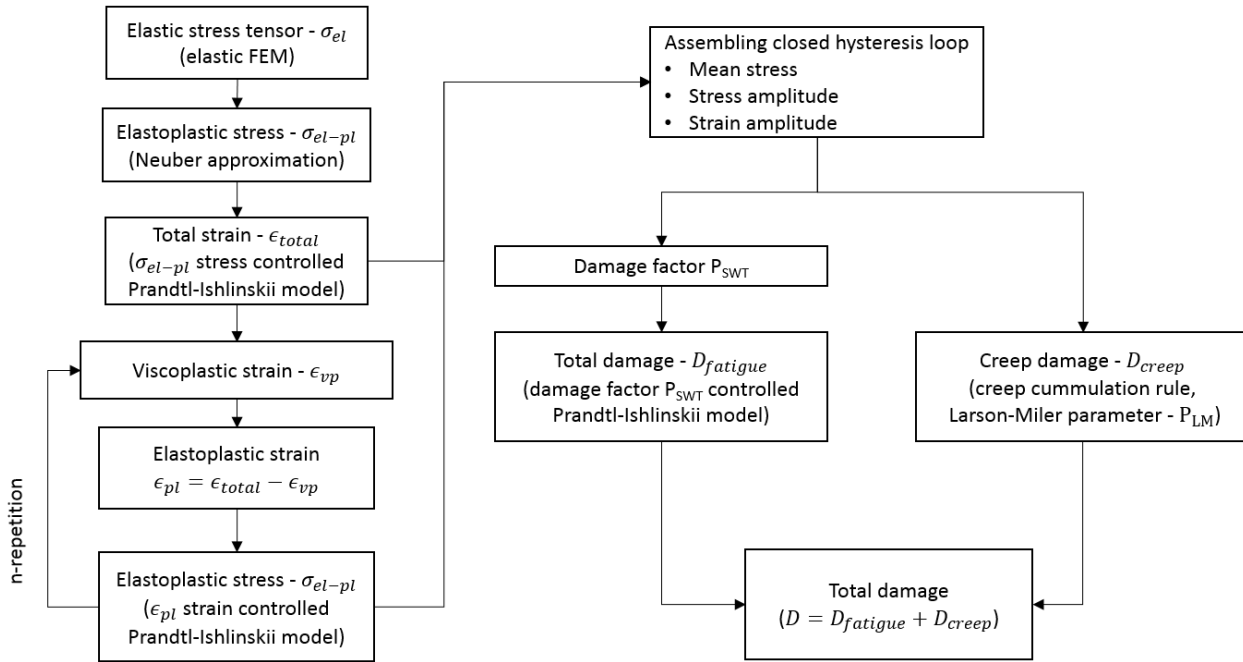 Elastic stress tensor - σ_el
(elastic FEM)
Elastoplastic stress - σ_el−pl
(Neuber approximation)
Total strain - ϵ_total
(σ_el−pl stress controlled
Prandtl-Ishlinskii model)
Viscoplastic strain - ϵ_vp
Elastoplastic strain
ϵ_pl = ϵ_total − ϵ_vp
Elastoplastic stress - σ_el−pl
(ϵ_pl strain controlled
Prandtl-Ishlinskii model)
n-repetition
Assembling closed hysteresis loop
• Mean stress
• Stress amplitude
• Strain amplitude
Damage factor P_SWT
Total damage - D_fatigue
(damage factor P_SWT controlled
Prandtl-Ishlinskii model)
Creep damage - D_creep
(creep cummulation rule,
Larson-Miler parameter - P_LM)
Total damage
(D = D_fatigue + D_creep)